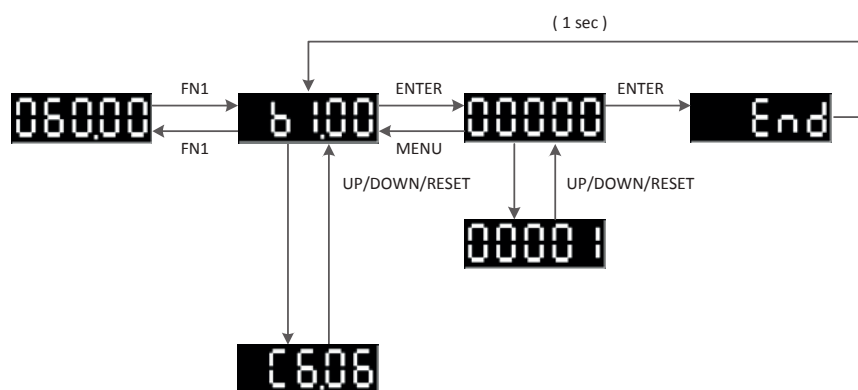 ( 1 sec )
FN1
ENTER
ENTER
060.00
b1.00
00000
End
FN1
MENU
UP/DOWN/RESET
UP/DOWN/RESET
00001
C6.06